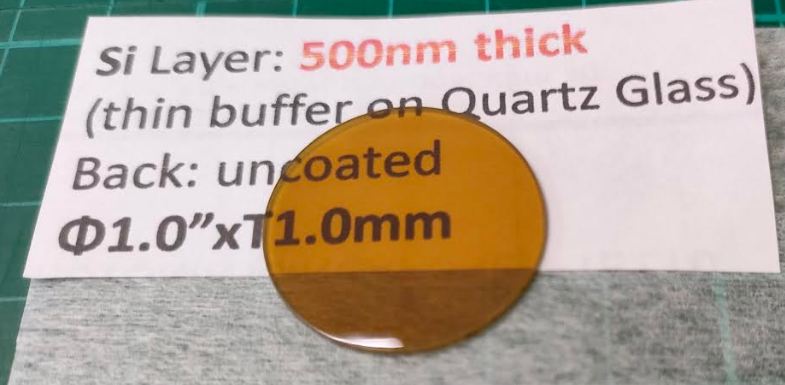 Si Layer: 500nm thick
(thin buffer on Quartz Glass)
Back: uncoated
Φ1.0”xT1.0mm